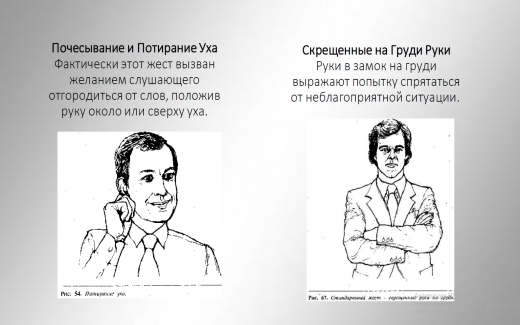 Почесывание и Потирание Уха
Фактически этот жест вызван
желанием слушающего
отгородиться от слов, положив
руку около или сверху уха.
Рис. 54. Потирание уха.
Скрещенные на Груди Руки
Руки в замок на груди
выражают попытку спрятаться
от неблагоприятной ситуации.
Рис. 67. Стандартный жест - скрещенные руки на груди.